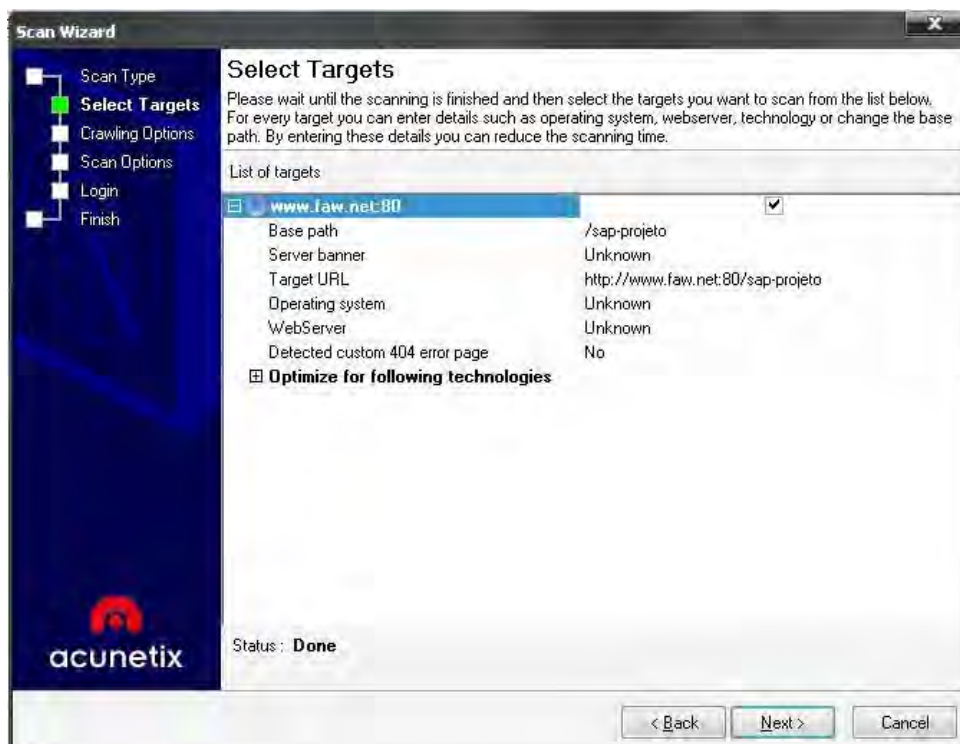 Scan Wizard
x
Scan Type
Select Targets
Crawling Options
Scan Options
Login
Finish
acunetix
Select Targets
Please wait until the scanning is finished and then select the targets you want to scan from the list below.
For every target you can enter details such as operating system, webserver, technology or change the base
path. By entering these details you can reduce the scanning time.
List of targets
www.faw.net:80
Base path /sap-projeto
Server banner Unknown
Target URL http://www.faw.net:80/sap-projeto
Operating system Unknown
WebServer Unknown
Detected custom 404 error page No
Optimize for following technologies
Status : Done
< Back Next > Cancel